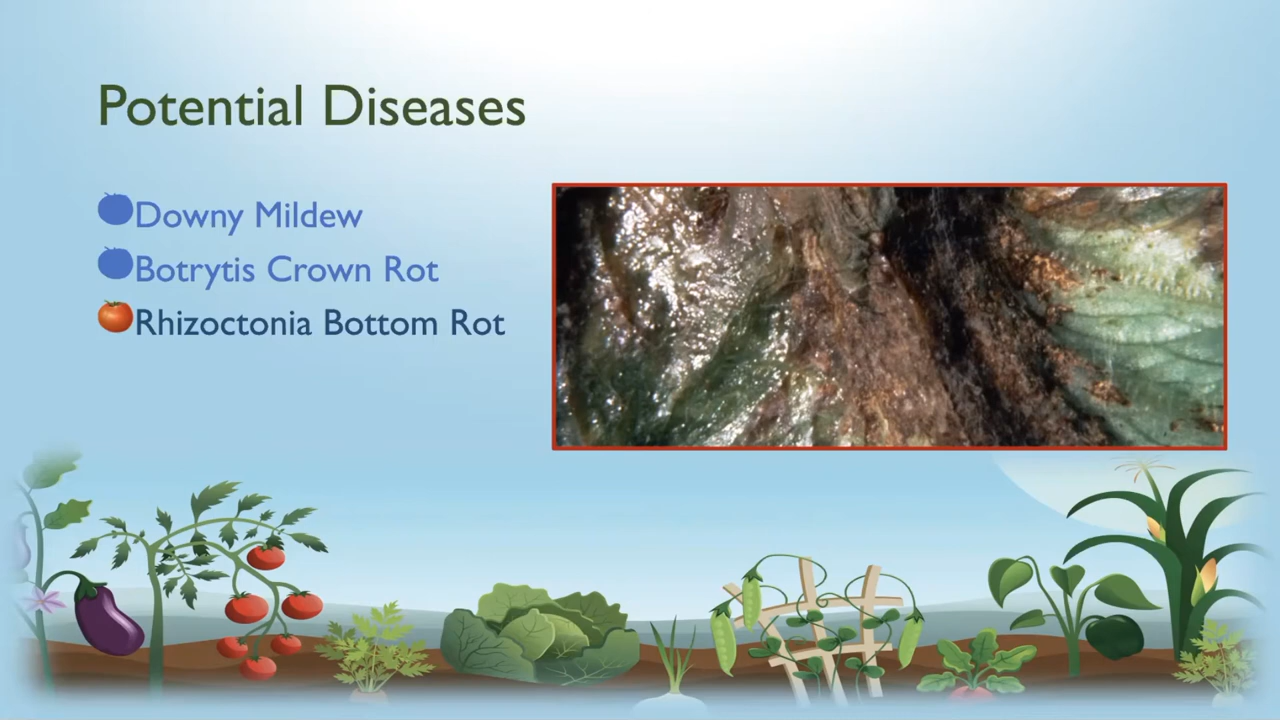 Potential Diseases
Downy Mildew
Botrytis Crown Rot
Rhizoctonia Bottom Rot